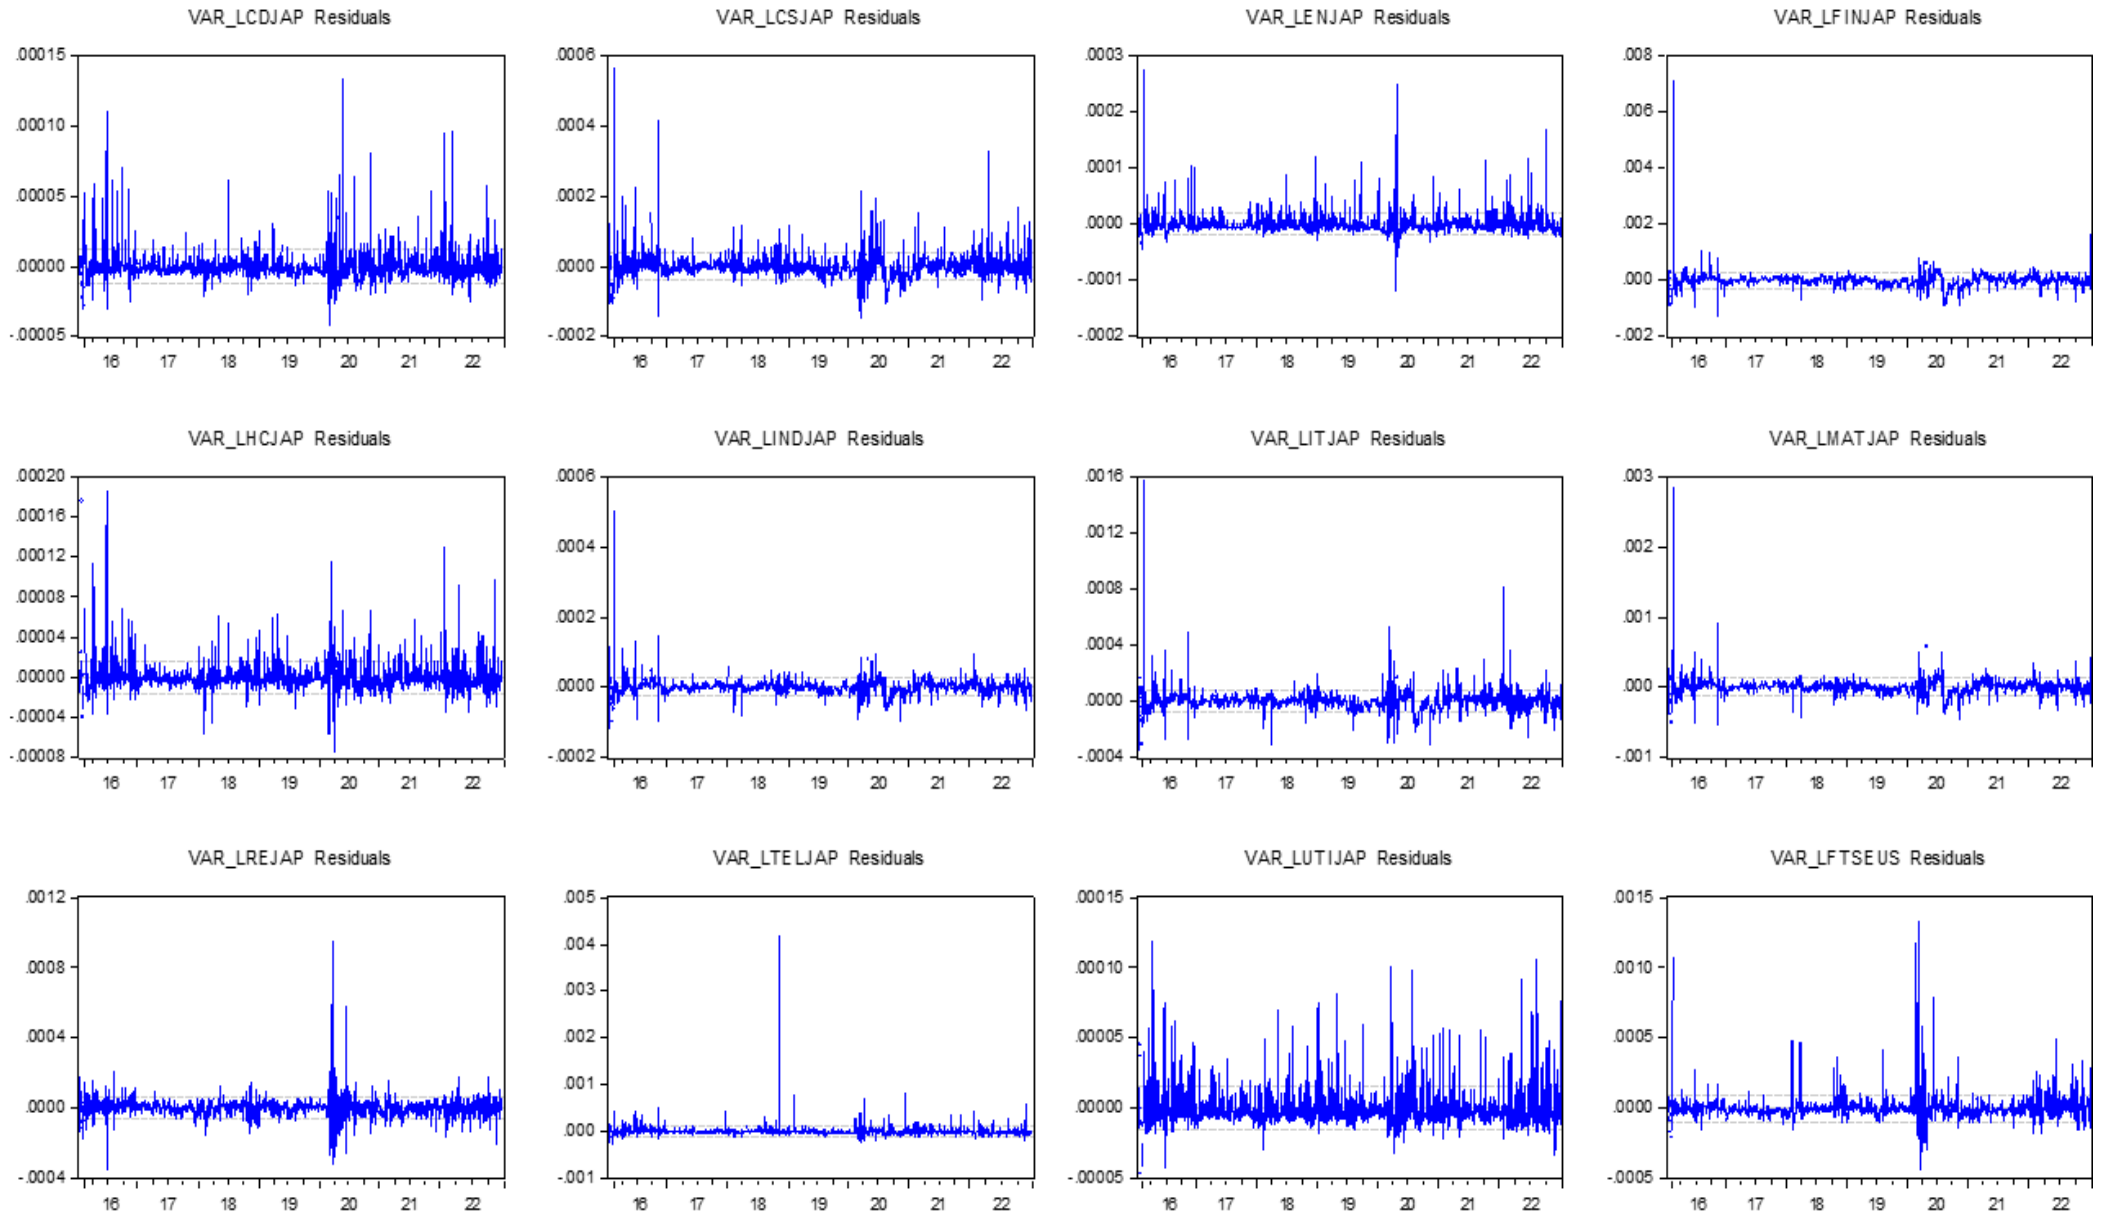 VAR_LCDJAP Residuals
.00015
.00010
.00005
.00000
-.00005
16 17 18 19 20 21 22
VAR_LCSJAP Residuals
.0006
.0004
.0002
.0000
-.0002
16 17 18 19 20 21 22
VAR_LENJAP Residuals
.0003
.0002
.0001
.0000
-.0001
-.0002
16 17 18 19 20 21 22
VAR_LFINJAP Residuals
.008
.006
.004
.002
.000
-.002
16 17 18 19 20 21 22
VAR_LHCJAP Residuals
.00020
.00016
.00012
.00008
.00004
.00000
-.00004
-.00008
16 17 18 19 20 21 22
VAR_LINDJAP Residuals
.0006
.0004
.0002
.0000
-.0002
16 17 18 19 20 21 22
VAR_LITJAP Residuals
.0016
.0012
.0008
.0004
.0000
-.0004
16 17 18 19 20 21 22
VAR_LMATJAP Residuals
.003
.002
.001
.000
-.001
16 17 18 19 20 21 22
VAR_LREJAP Residuals
.0012
.0008
.0004
.0000
-.0004
16 17 18 19 20 21 22
VAR_LTELJAP Residuals
.005
.004
.003
.002
.001
.000
-.001
16 17 18 19 20 21 22
VAR_LUTIJAP Residuals
.00015
.00010
.00005
.00000
-.00005
16 17 18 19 20 21 22
VAR_LFTSEUS Residuals
.0015
.0010
.0005
.0000
-.0005
16 17 18 19 20 21 22